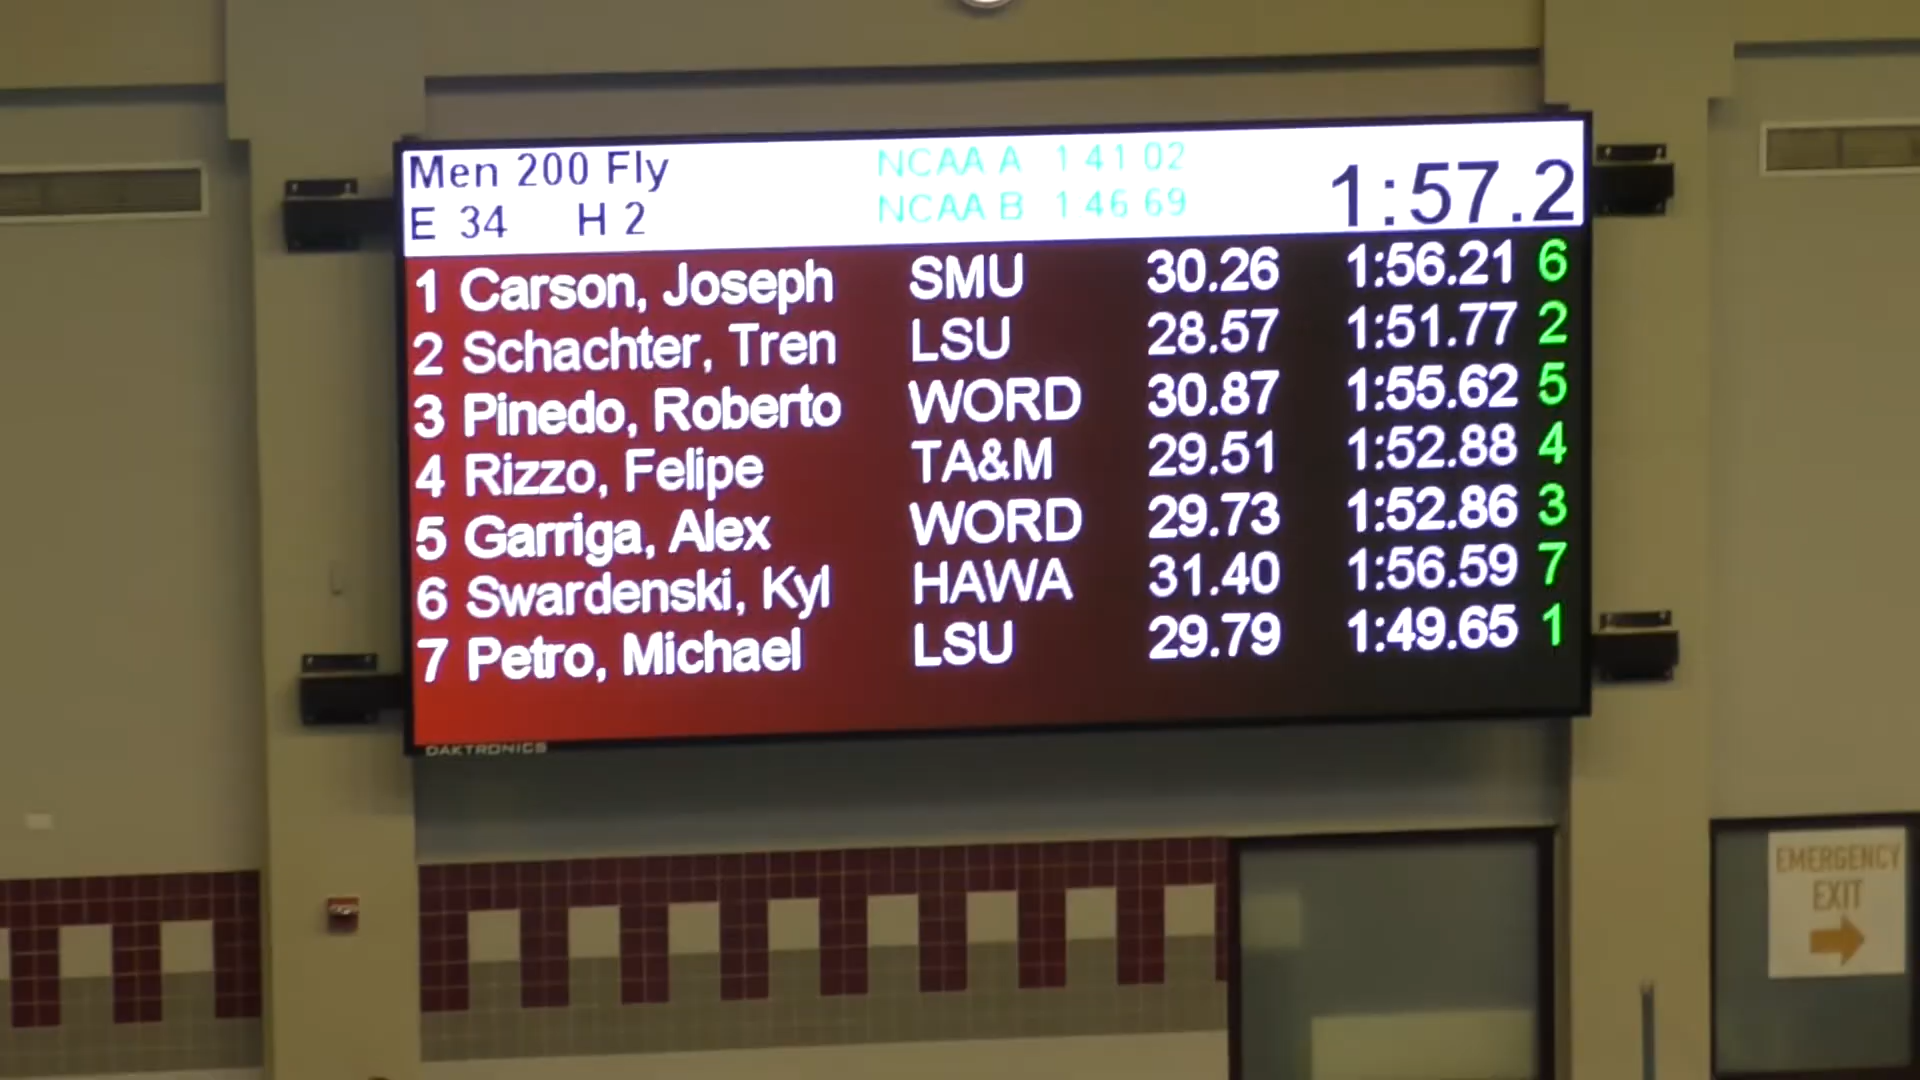 Men 200 Fly NCAA A 1 41 02
E 34 H 2 NCAA B 1 46 69 1:57.2
1 Carson, Joseph SMU 30.26 1:56.21 6
2 Schachter, Tren LSU 28.57 1:51.77 2
3 Pinedo, Roberto WORD 30.87 1:55.62 5
4 Rizzo, Felipe TA&M 29.51 1:52.88 4
5 Garriga, Alex WORD 29.73 1:52.86 3
6 Swardenski, Kyl HAWA 31.40 1:56.59 7
7 Petro, Michael LSU 29.79 1:49.65 1
DAKTRONICS
EMERGENCY
EXIT